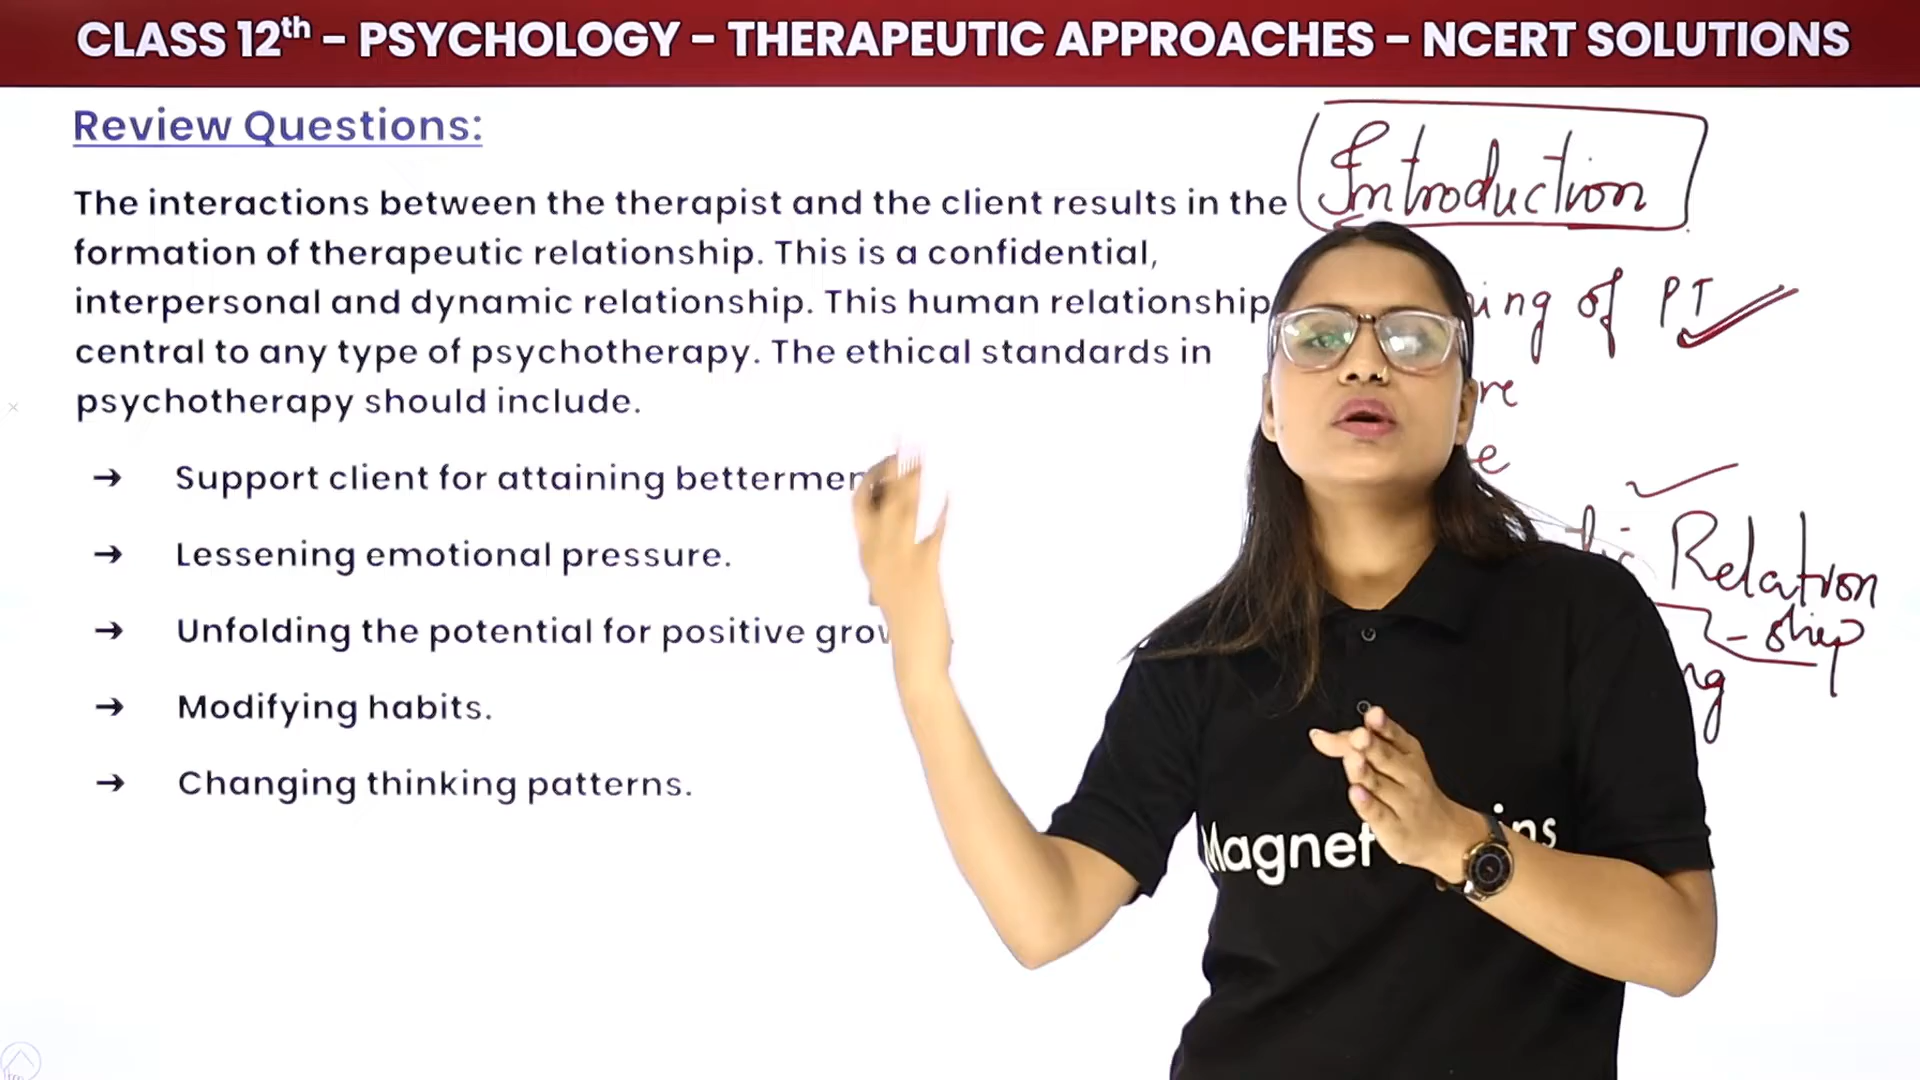 CLASS 12th – PSYCHOLOGY – THERAPEUTIC APPROACHES – NCERT SOLUTIONS
Review Questions:
The interactions between the therapist and the client results in the
formation of therapeutic relationship. This is a confidential,
interpersonal and dynamic relationship. This human relationship
central to any type of psychotherapy. The ethical standards in
psychotherapy should include.
→ Support client for attaining
→ Lessening emotional pressure.
→ Unfolding the potential for positive
→ Modifying habits.
→ Changing thinking patterns.
Introduction
of PT
Relation
- ship
Magnet